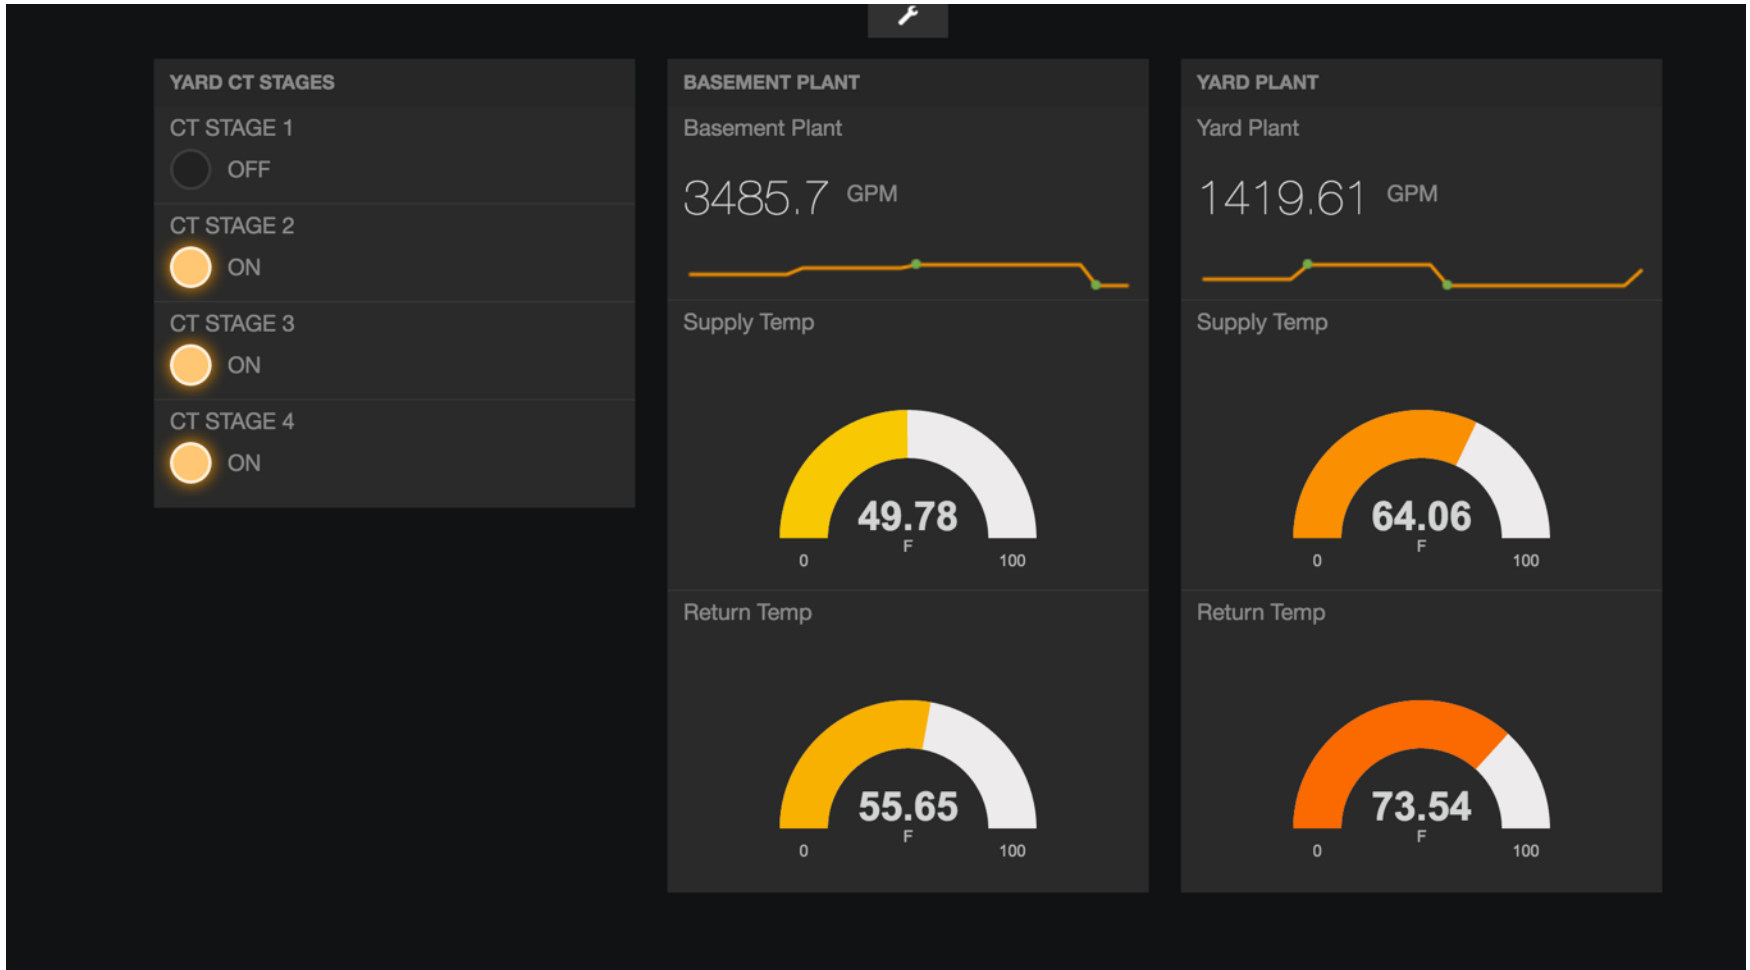 YARD CT STAGES
CT STAGE 1
OFF
CT STAGE 2
ON
CT STAGE 3
ON
CT STAGE 4
ON
BASEMENT PLANT
Basement Plant
3485.7 GPM
Supply Temp
49.78
F
0 100
Return Temp
55.65
F
0 100
YARD PLANT
Yard Plant
1419.61 GPM
Supply Temp
64.06
F
0 100
Return Temp
73.54
F
0 100